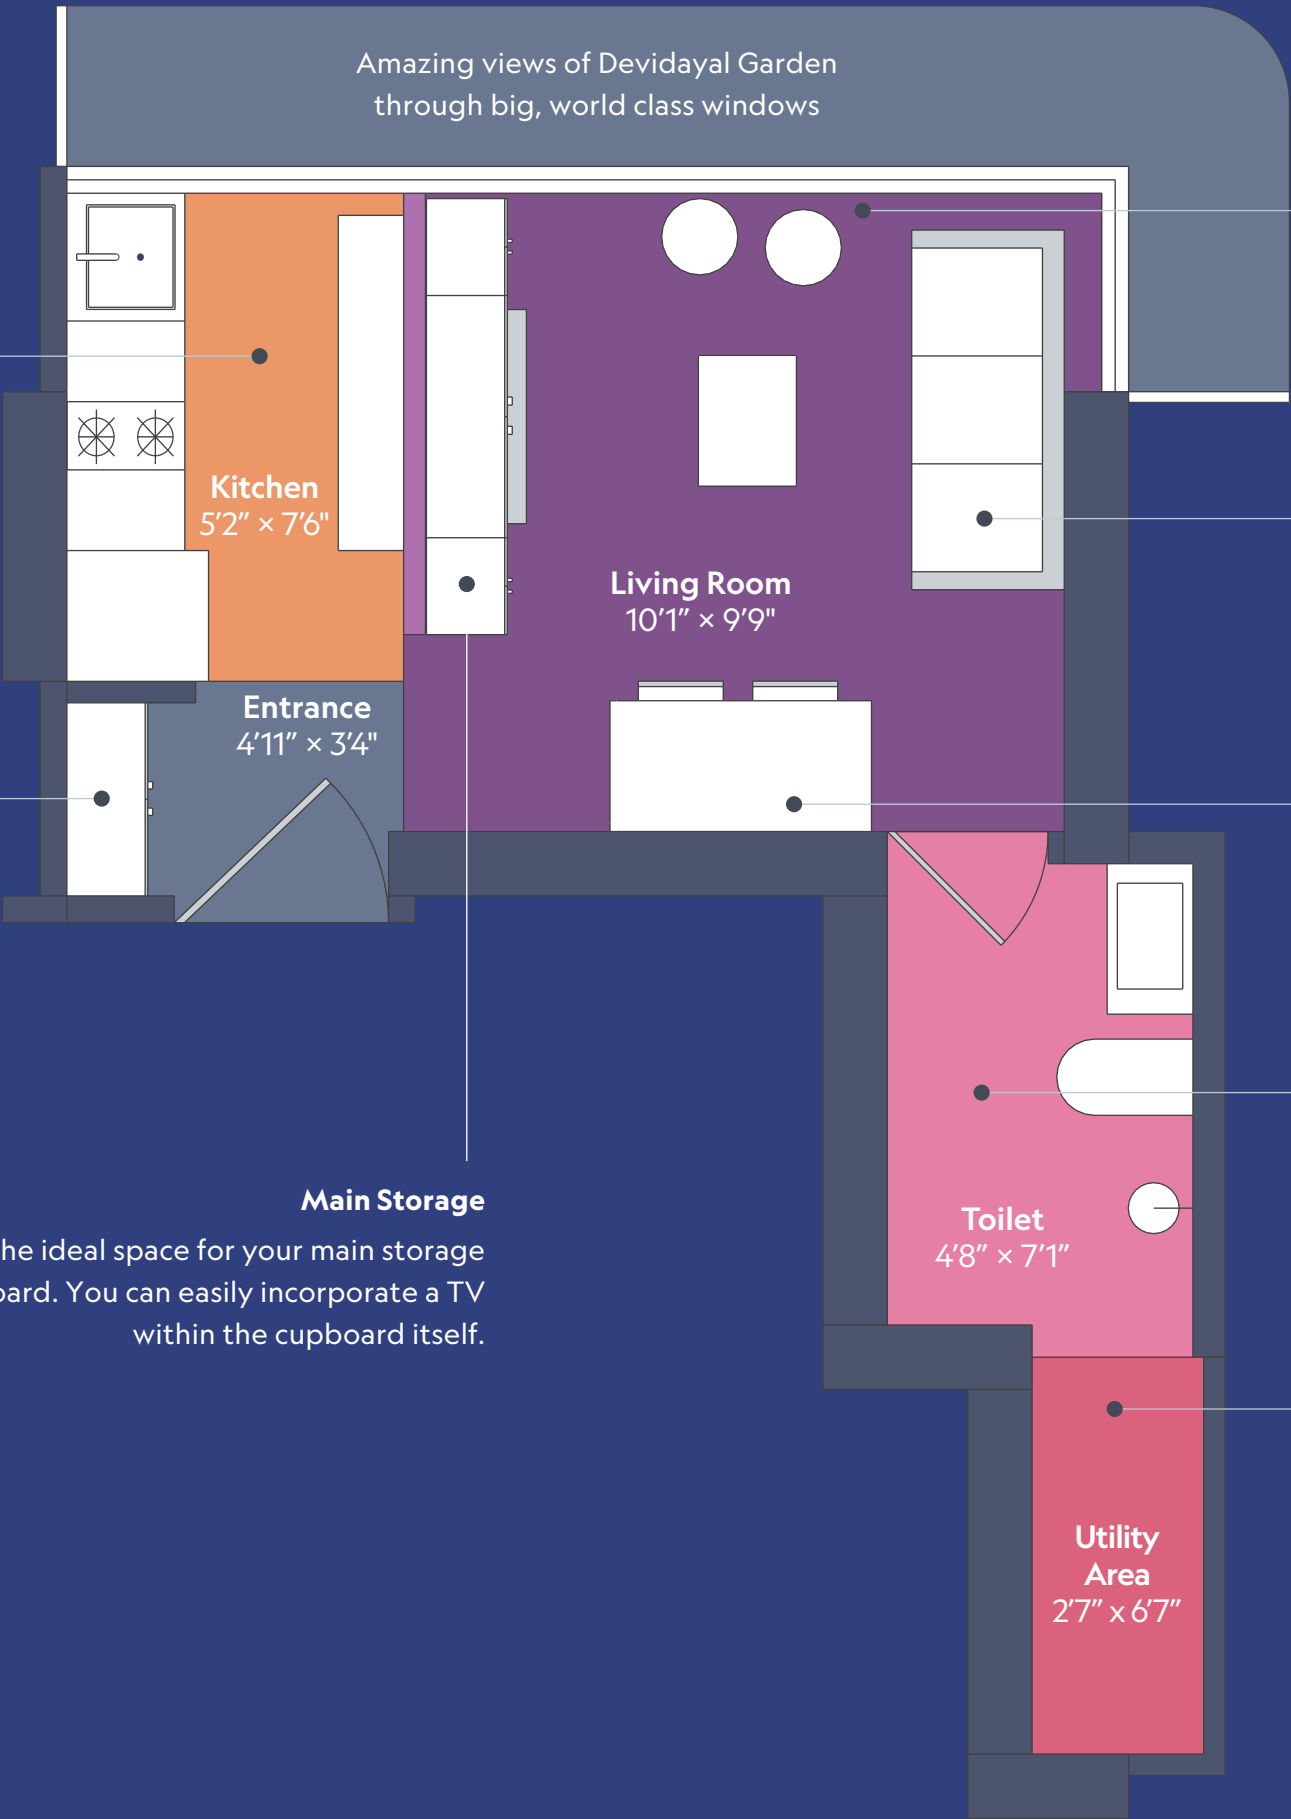 Amazing views of Devidayal Garden
through big, world class windows
Kitchen
5’2” × 7’6"
Living Room
10’1” × 9’9"
Entrance
4’11” × 3’4"
Main Storage
he ideal space for your main storage
oard. You can easily incorporate a TV
within the cupboard itself.
Toilet
4’8” × 7’1”
Utility
Area
2’7” x 6’7”